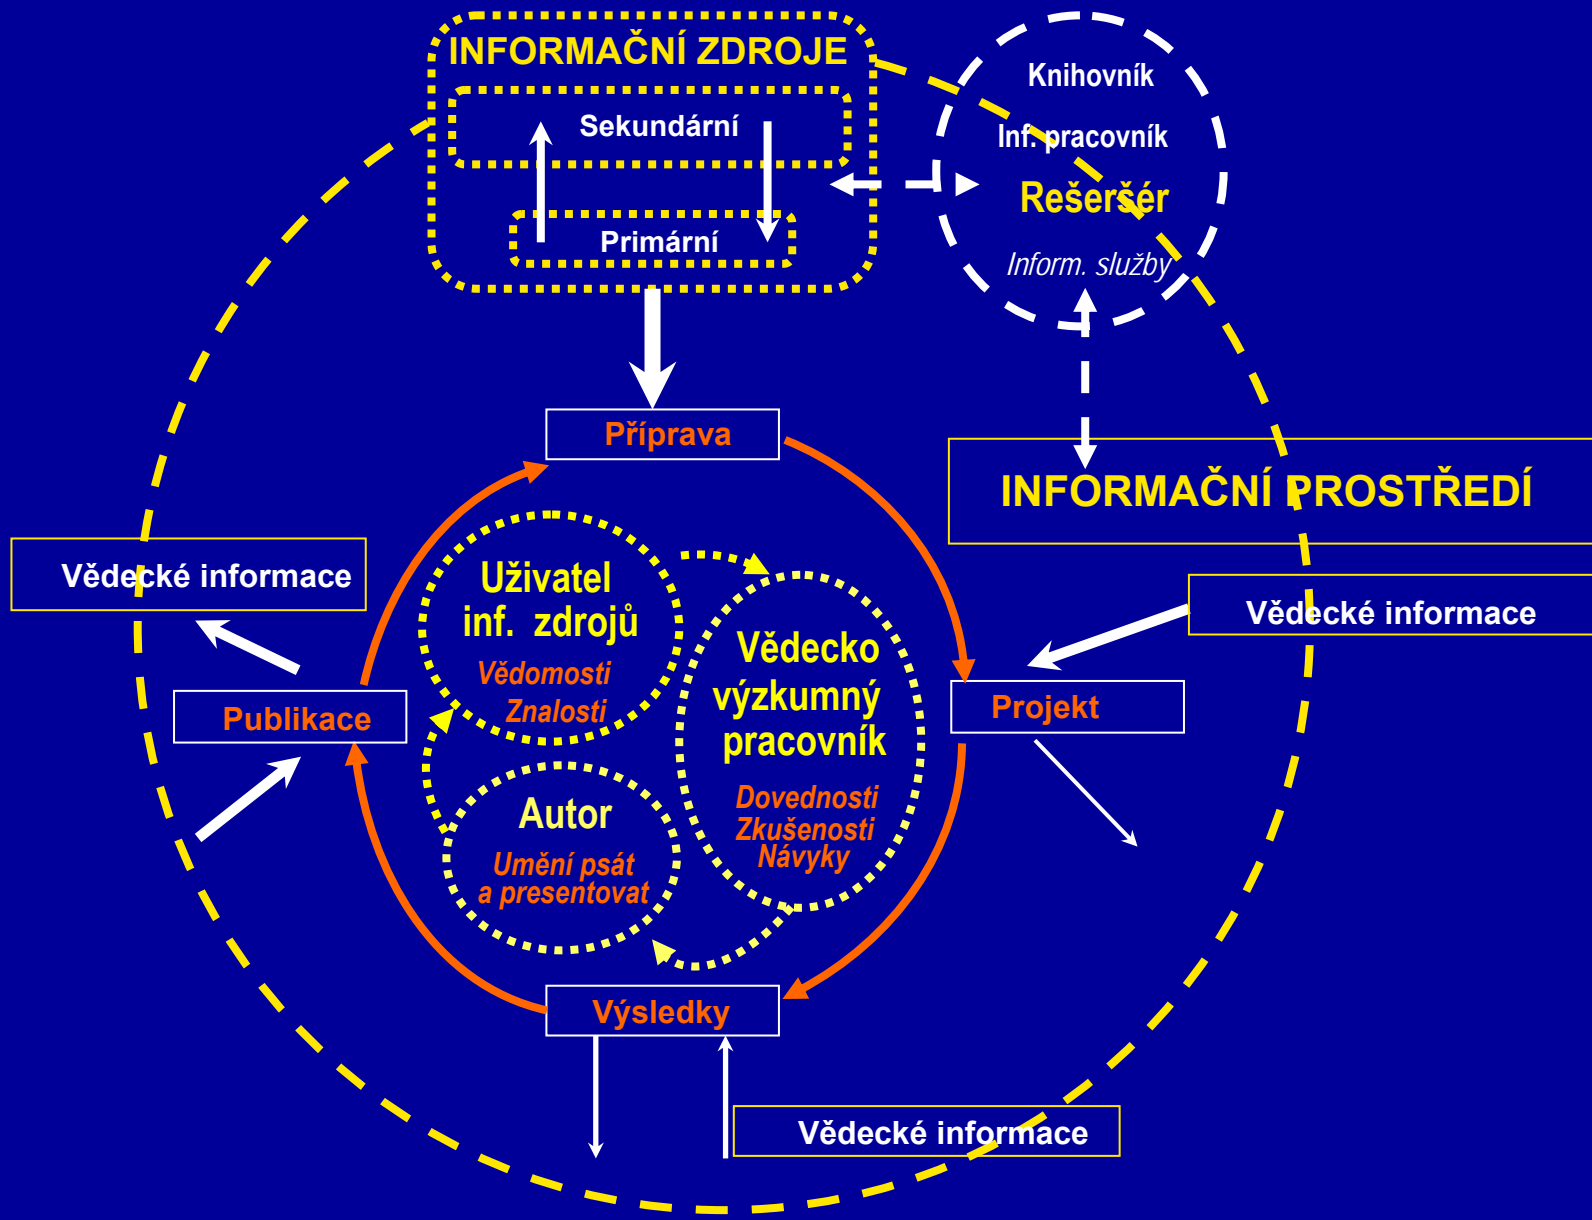 INFORMAČNÍ ZDROJE
Sekundární
Primární
Knihovník
Inf. pracovník
Rešeršér
Inform. služby
Příprava
INFORMAČNÍ PROSTŘEDÍ
Vědecké informace
Vědecké informace
Uživatel
inf. zdrojů
Vědomosti
Znalosti
Vědecko
výzkumný
pracovník
Dovednosti
Zkušenosti
Návyky
Publikace
Projekt
Autor
Umění psát
a presentovat
Výsledky
Vědecké informace